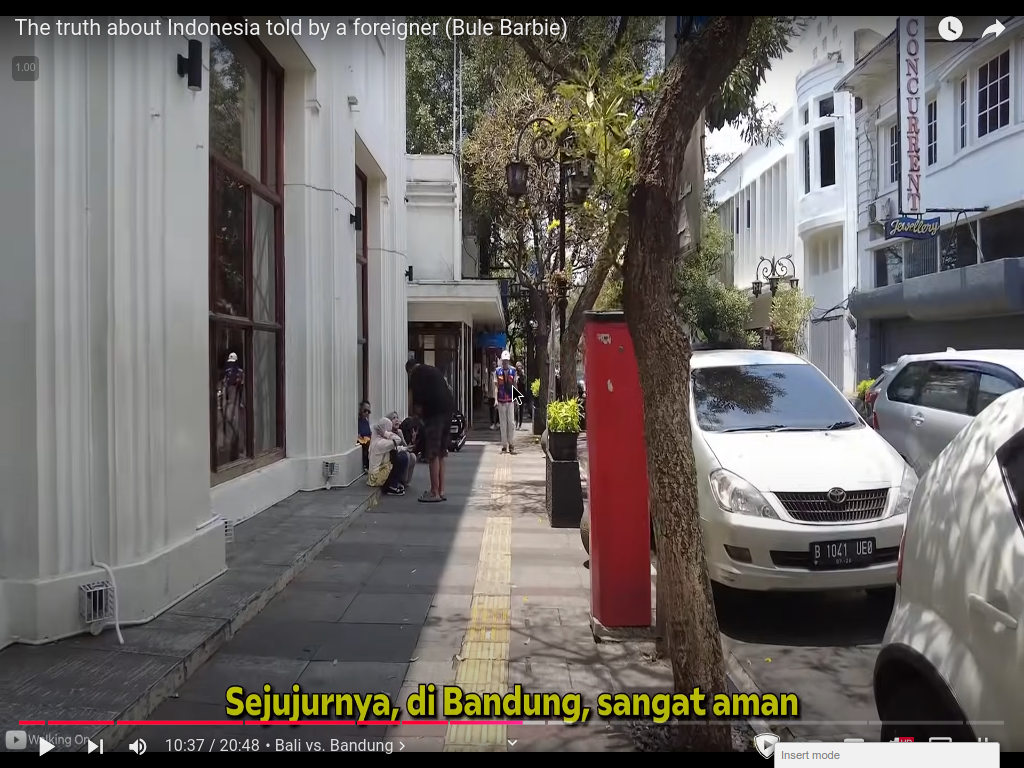 The truth about Indonesia told by a foreigner (Bule Barbie)
1.00
CONCURRENT
Jewellery
B 1041 UEO
Sejujurnya, di Bandung, sangat aman
Walking On
10:37 / 20:48 • Bali vs. Bandung
HD
Insert mode